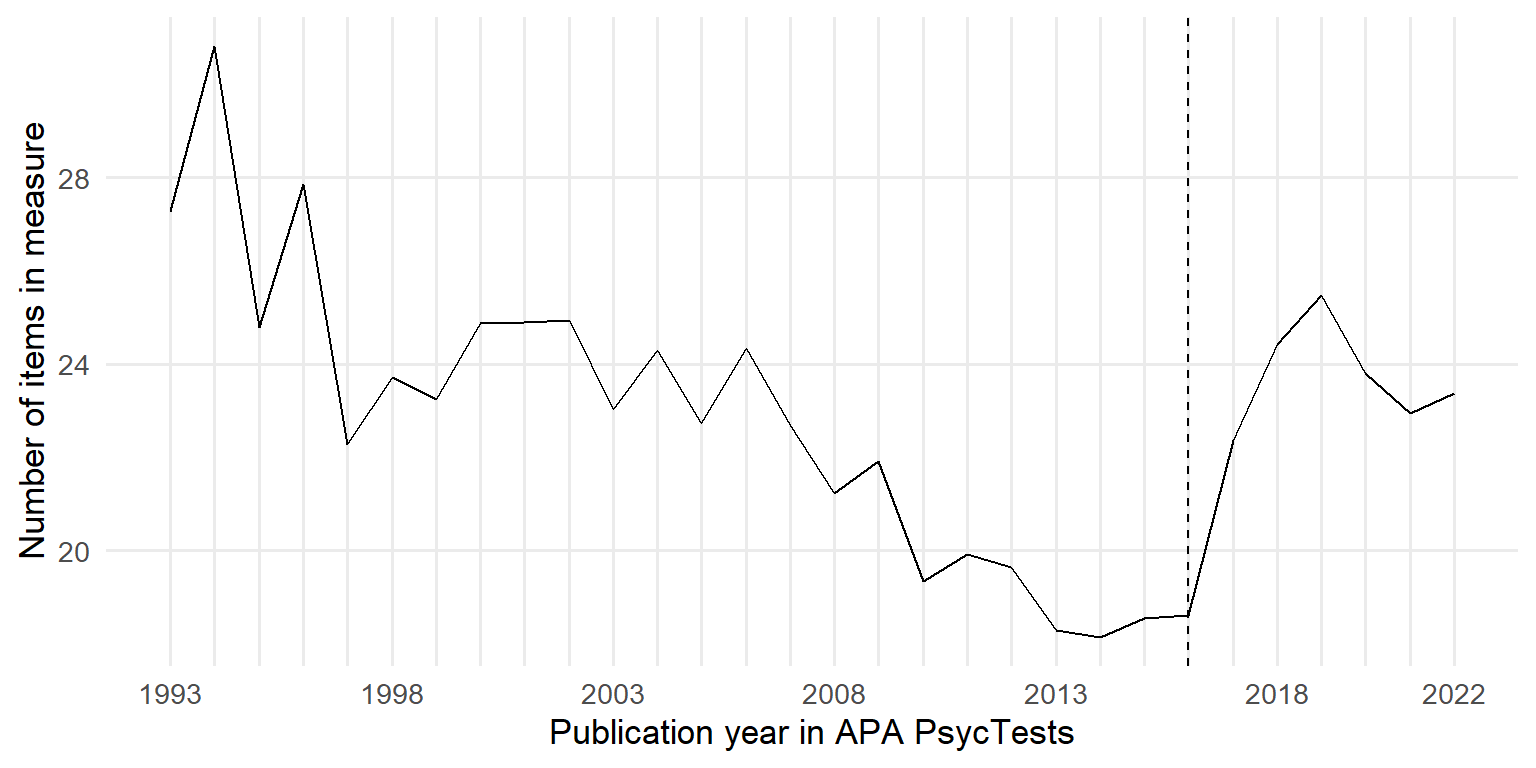 Number of items in measure
28
24
20
1993 1998 2003 2008 2013 2018 2022
Publication year in APA PsycTests